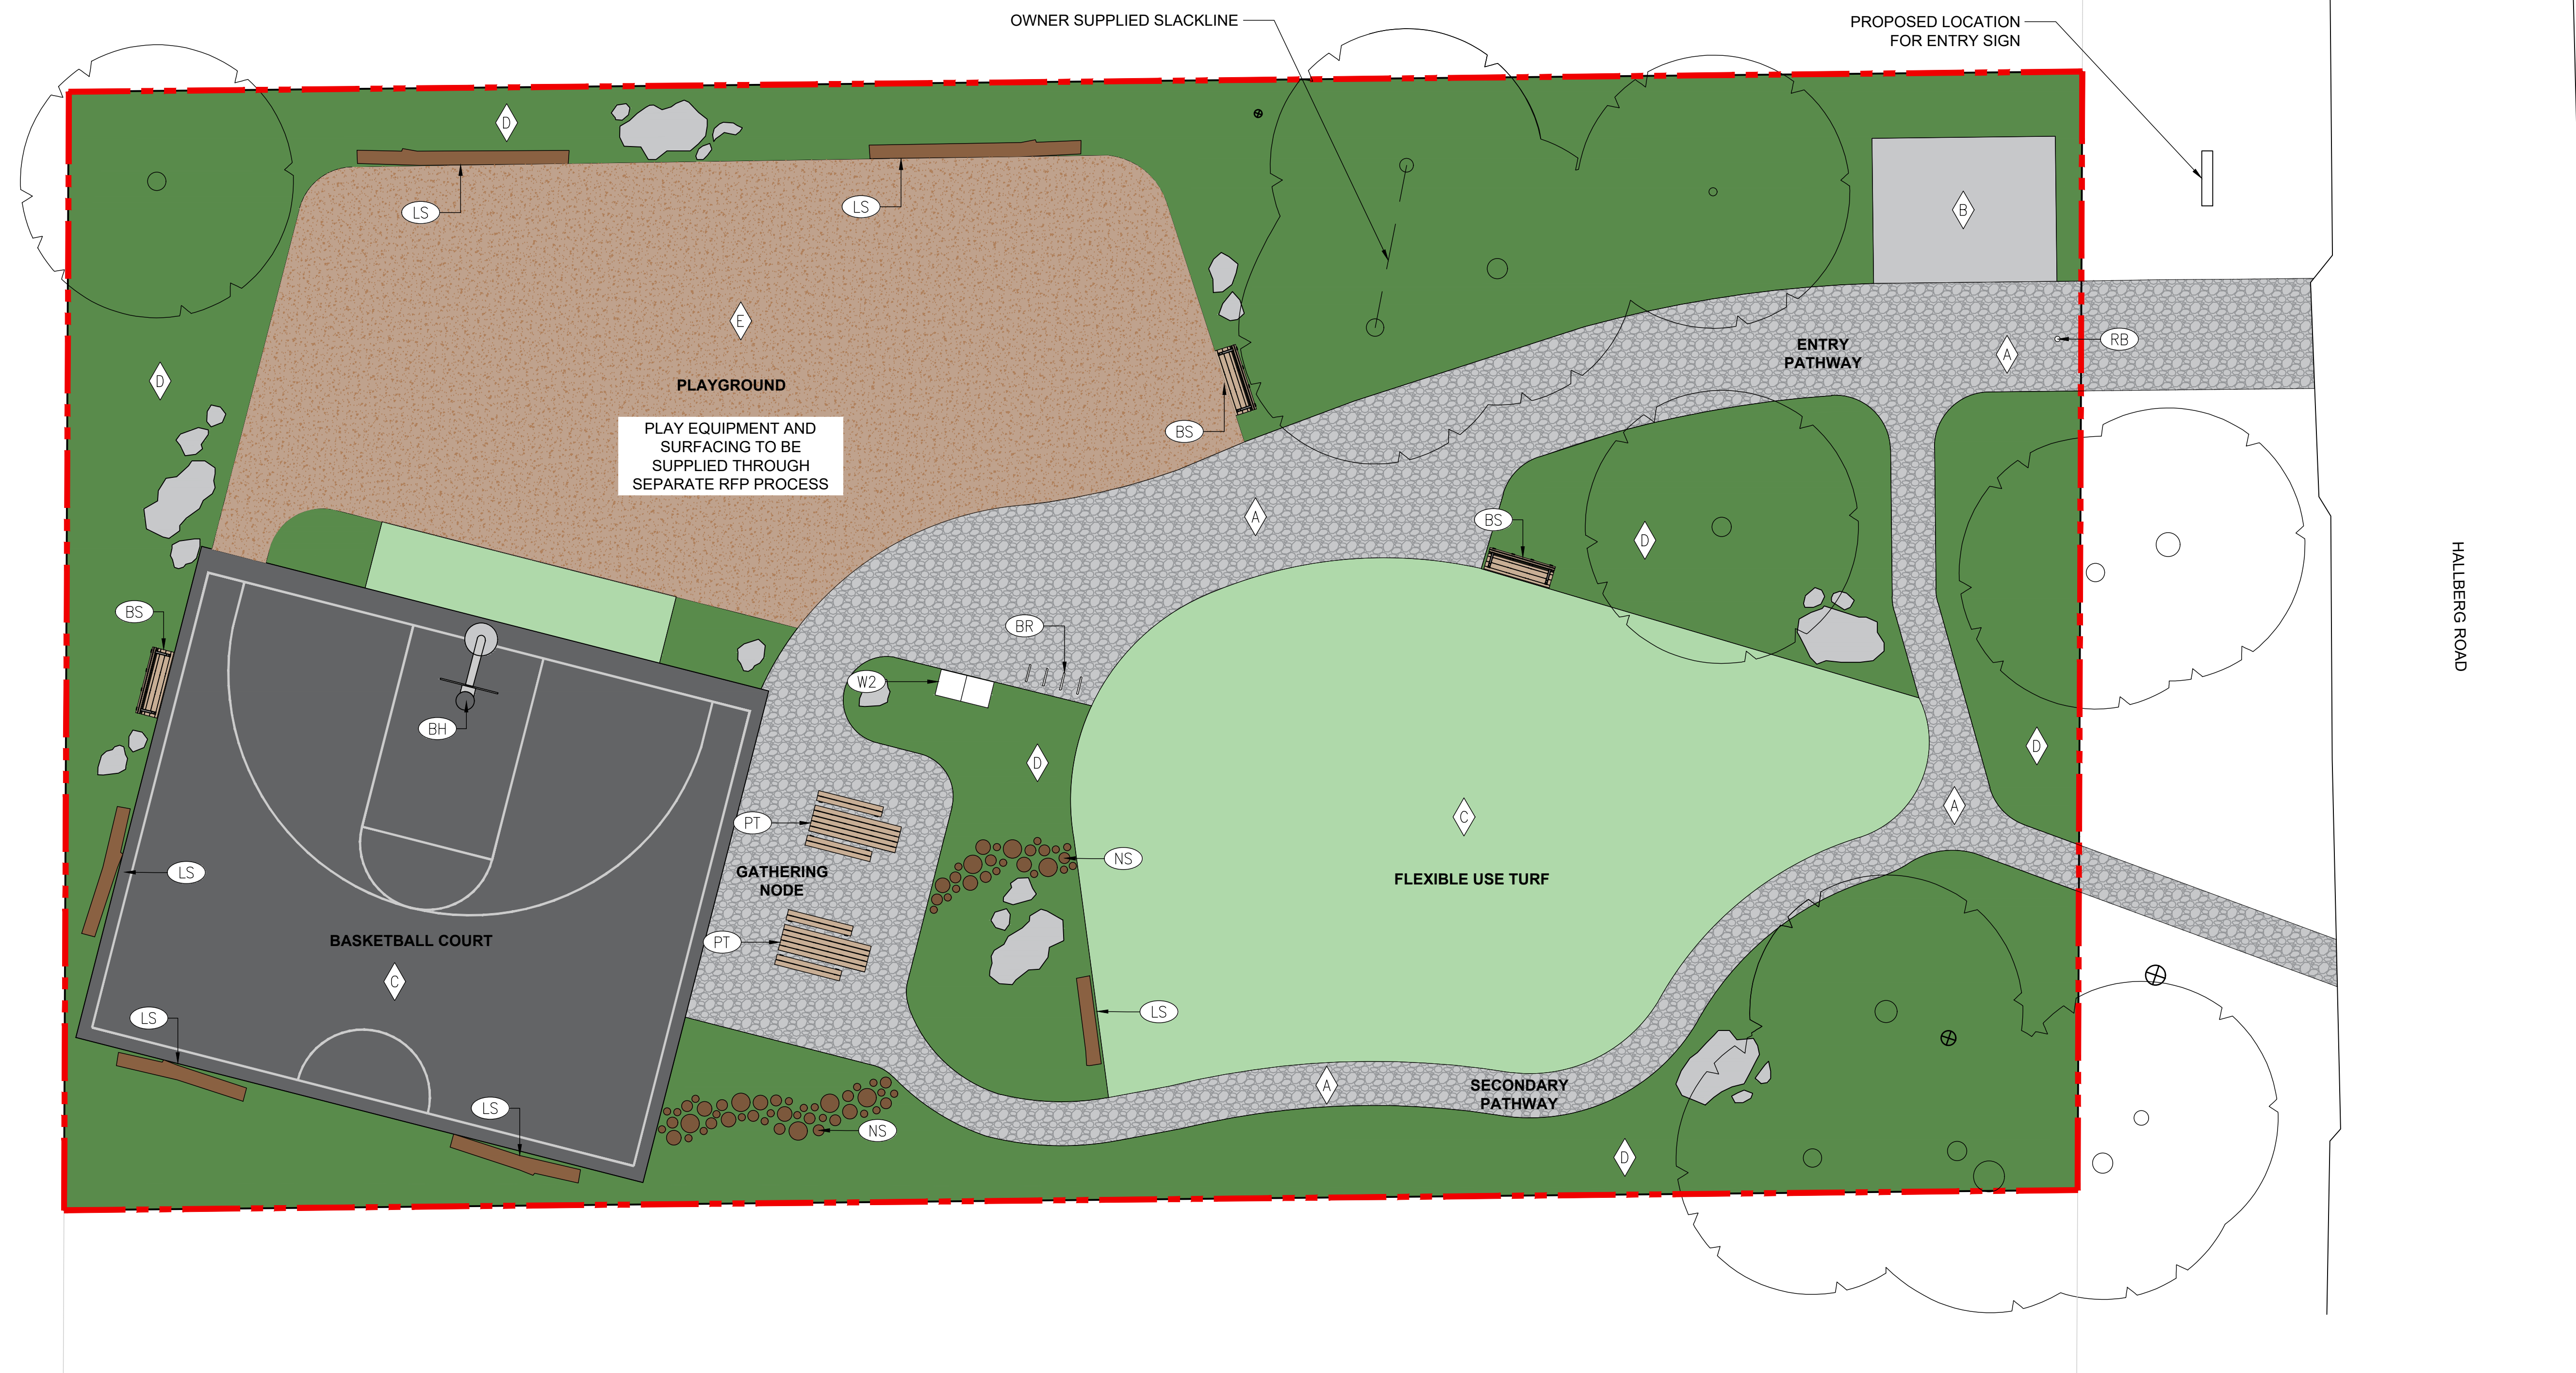 OWNER SUPPLIED SLACKLINE
PROPOSED LOCATION
FOR ENTRY SIGN
D
LS
LS
B
E
ENTRY
PATHWAY
A
RB
D
PLAYGROUND
PLAY EQUIPMENT AND
SURFACING TO BE
SUPPLIED THROUGH
SEPARATE RFP PROCESS
BS
A
BS
D
HALLBERG ROAD
BS
BR
W2
BH
D
D
PT
A
C
GATHERING
NODE
NS
LS
FLEXIBLE USE TURF
BASKETBALL COURT
PT
C
LS
LS
A
SECONDARY
PATHWAY
LS
NS
D